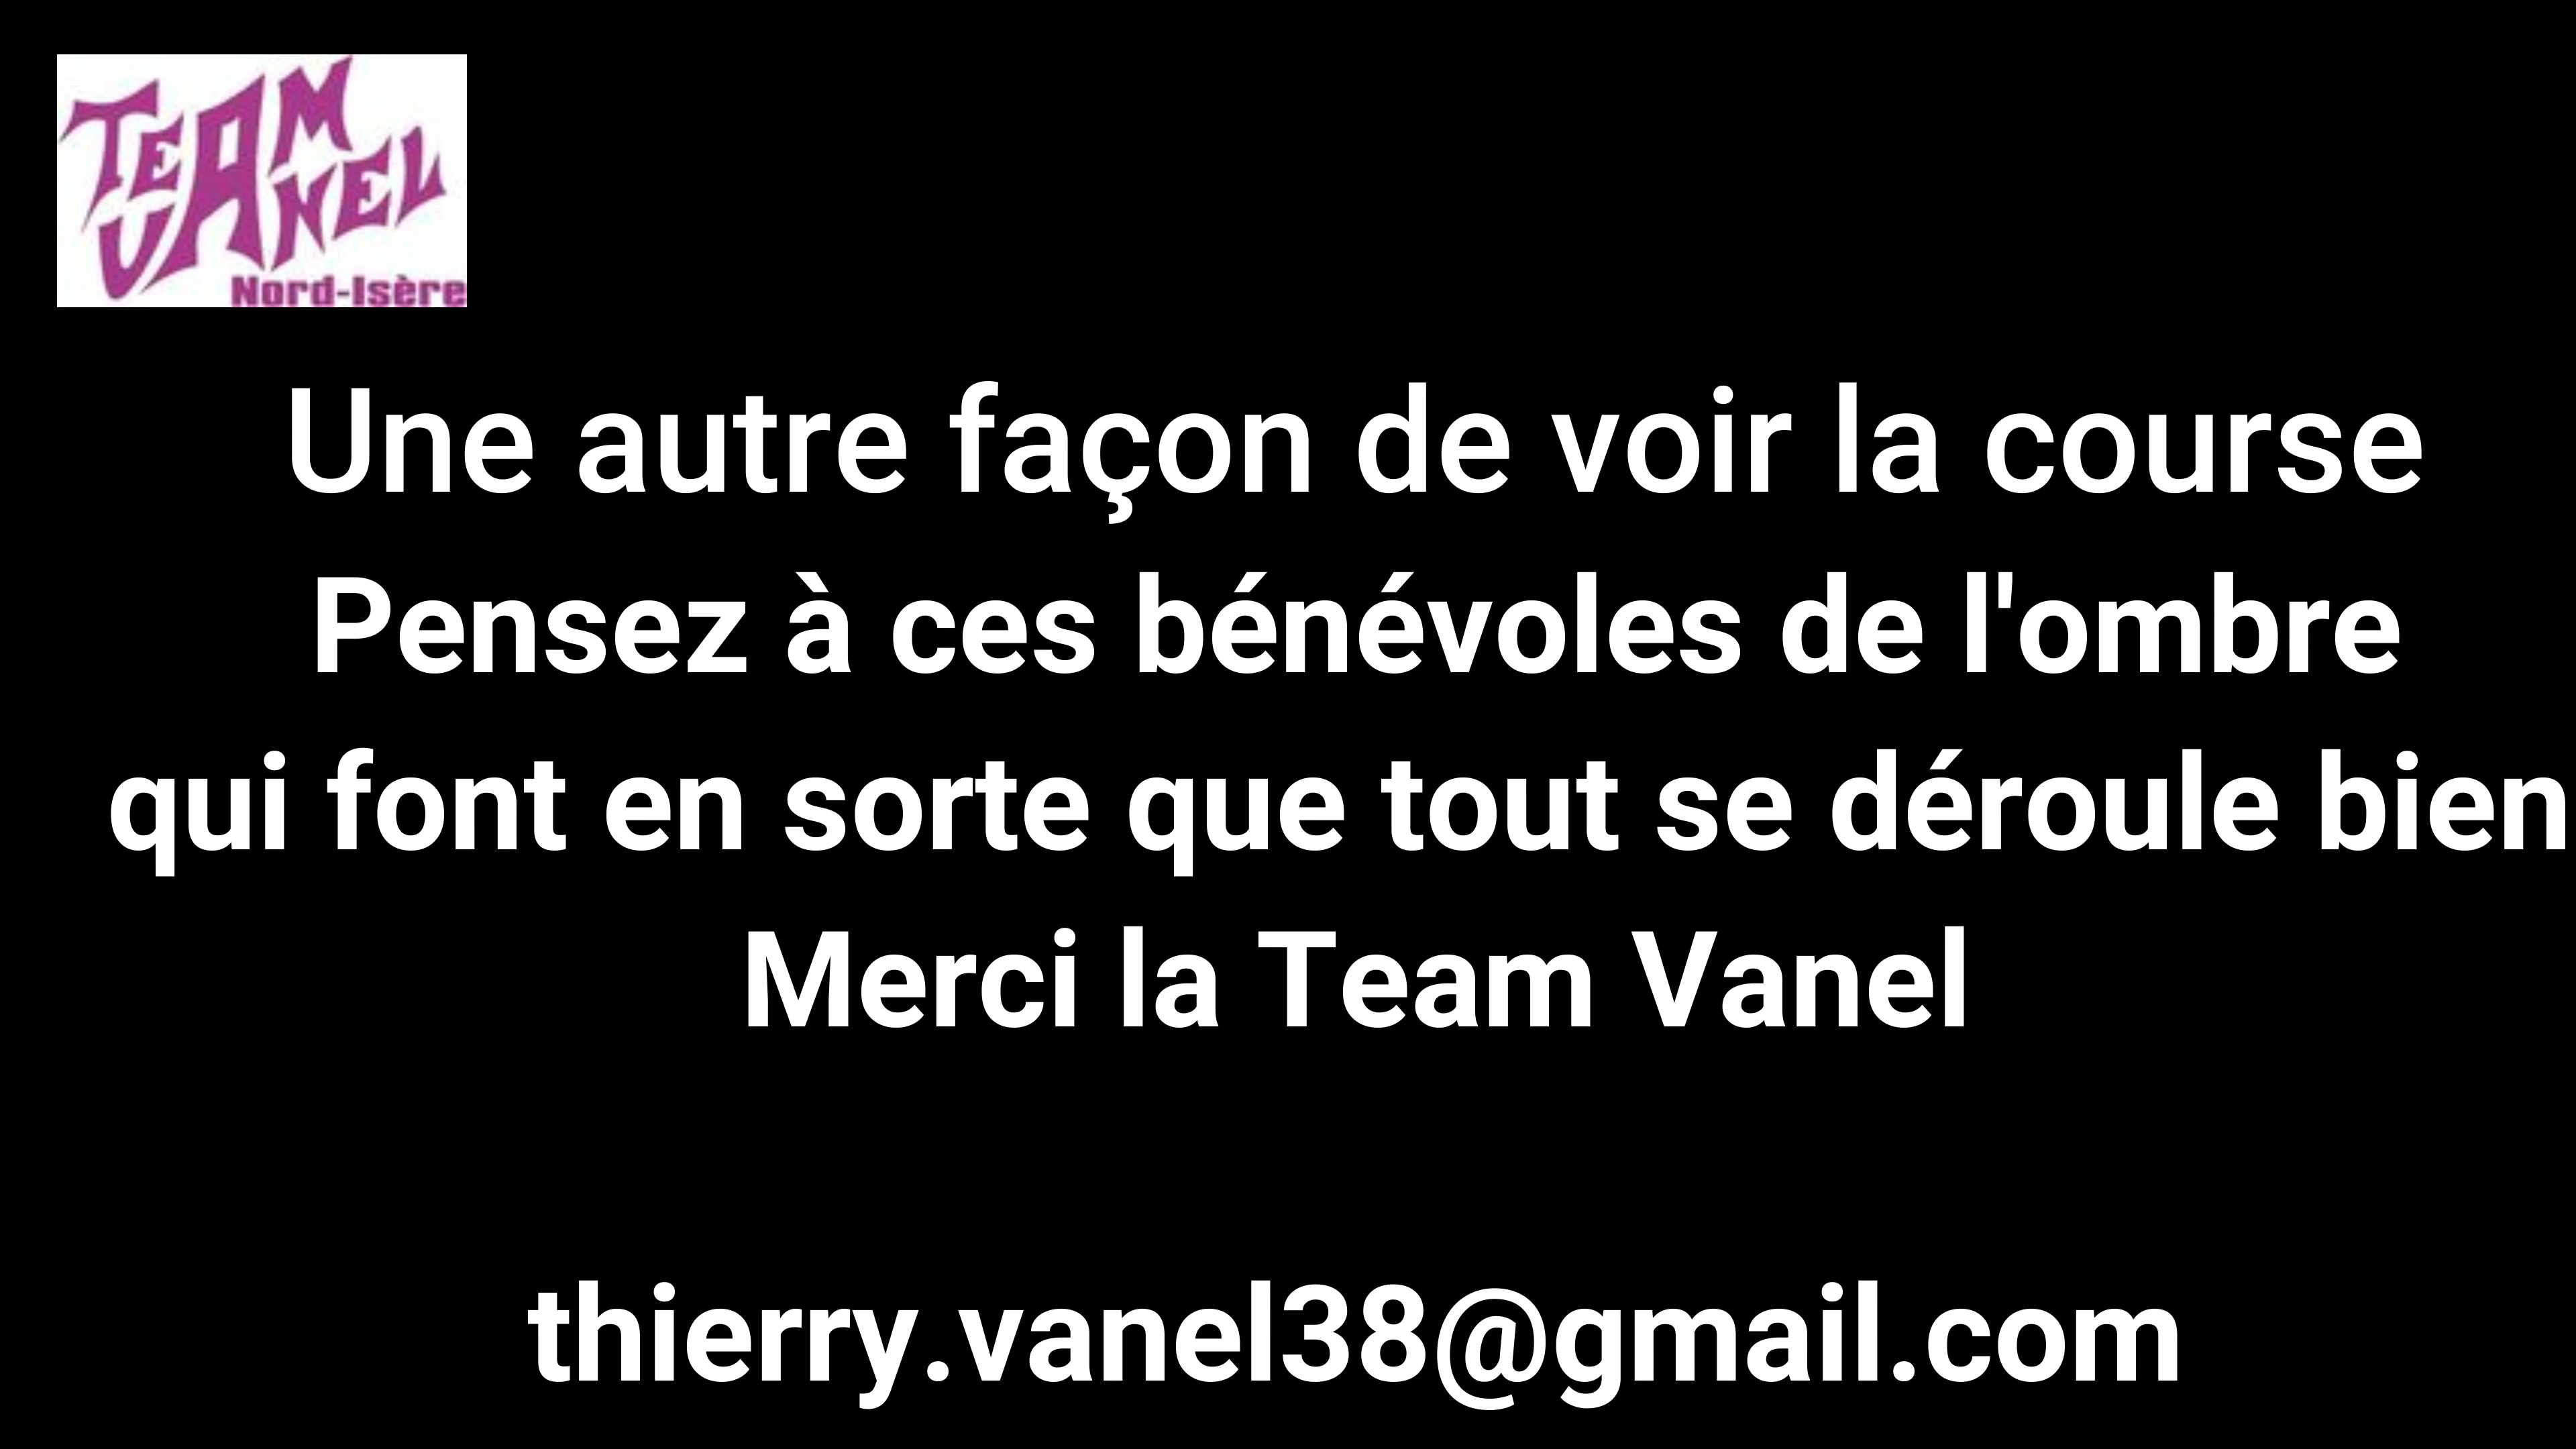 TEAM
VANEL
Nord-Isère
Une autre façon de voir la course
Pensez à ces bénévoles de l'ombre
qui font en sorte que tout se déroule bien
Merci la Team Vanel
thierry.vanel38@gmail.com